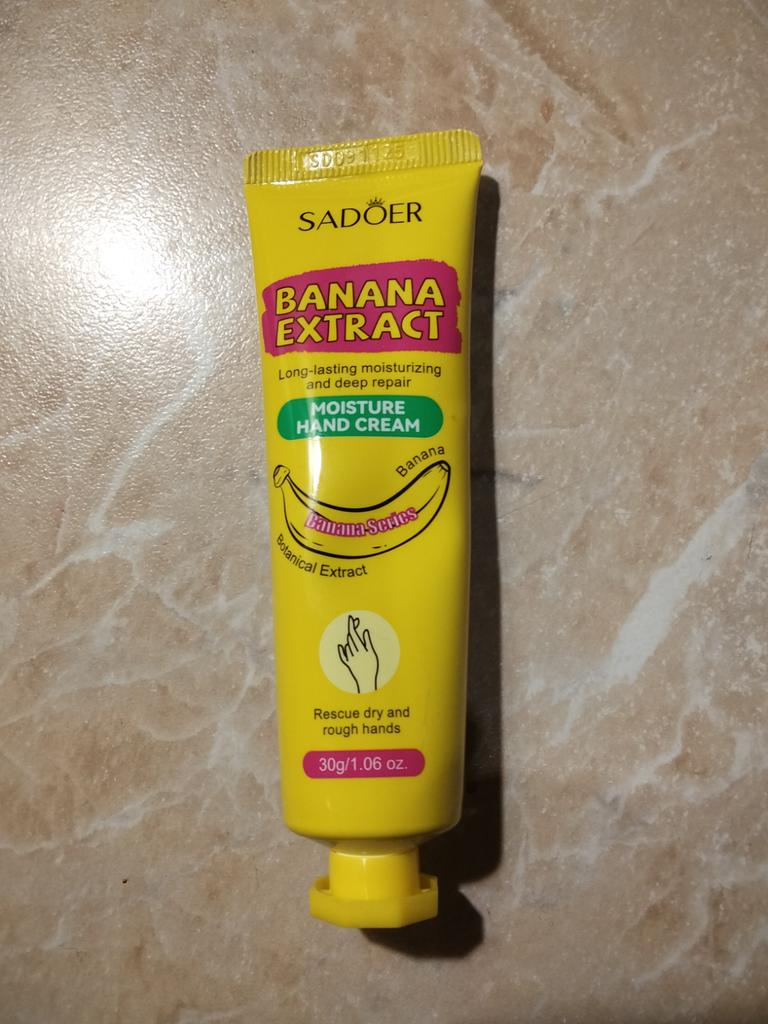 SD091125
SADOER
BANANA
EXTRACT
Long-lasting moisturizing
and deep repair
MOISTURE
HAND CREAM
Banana
Banana Series
Botanical Extract
Rescue dry and
rough hands
30g/1.06 oz.